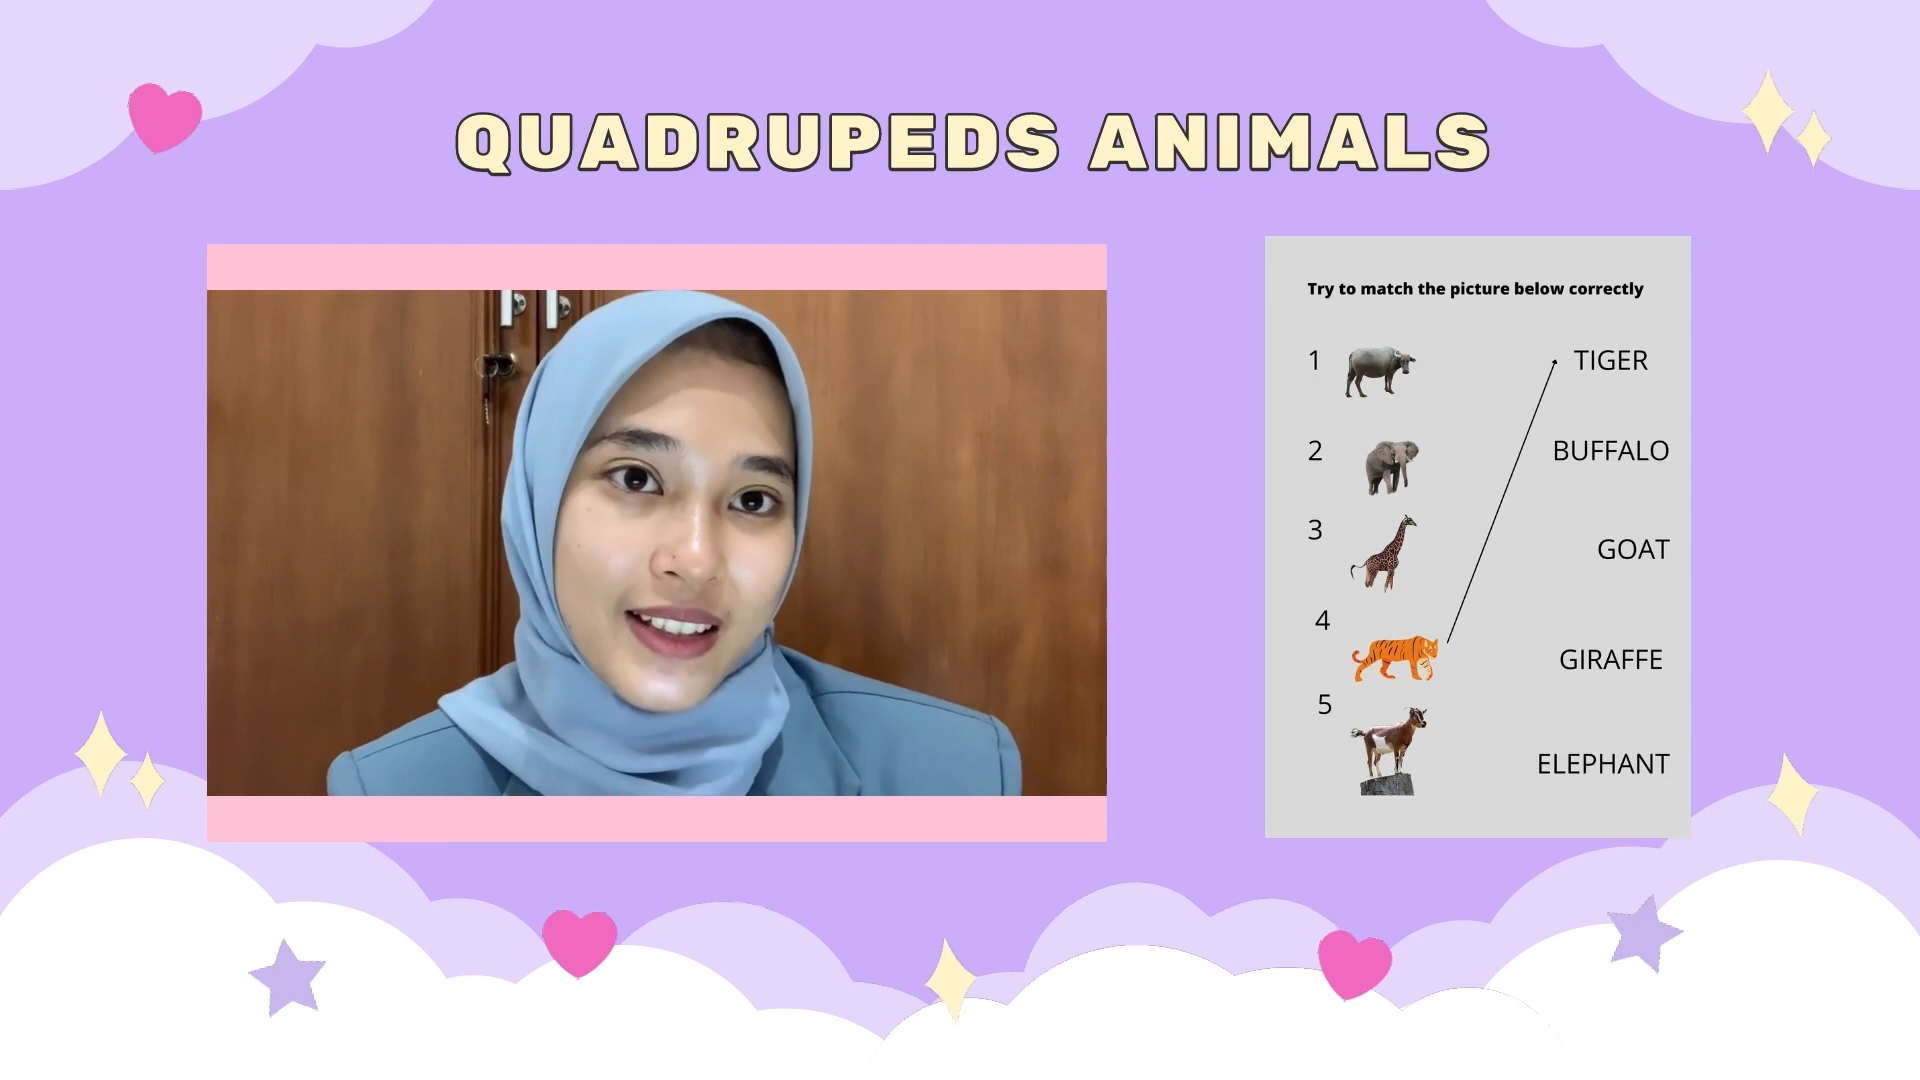 QUADRUPEDS ANIMALS
Try to match the picture below correctly
1 TIGER
2 BUFFALO
3 GOAT
4 GIRAFFE
5 ELEPHANT